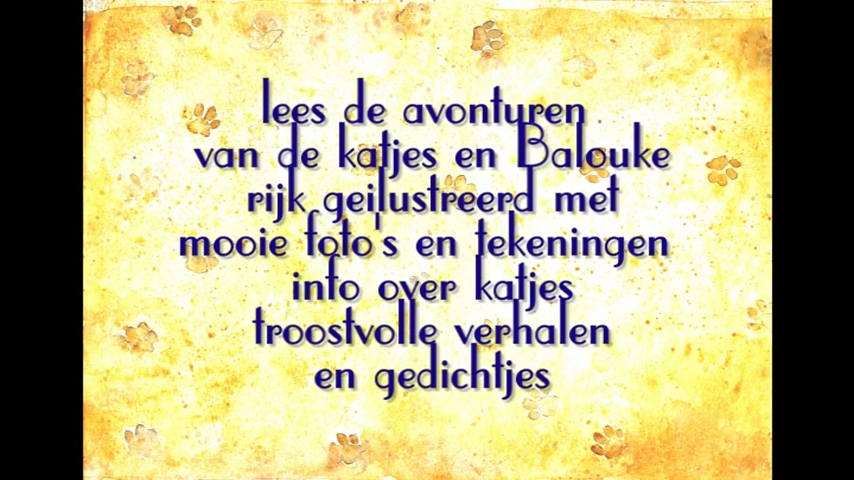 lees de avonturen
van de katjes en Balouke
rijk geilustreerd met
mooie foto's en tekeningen
info over katjes
troostvolle verhalen
en gedichtjes